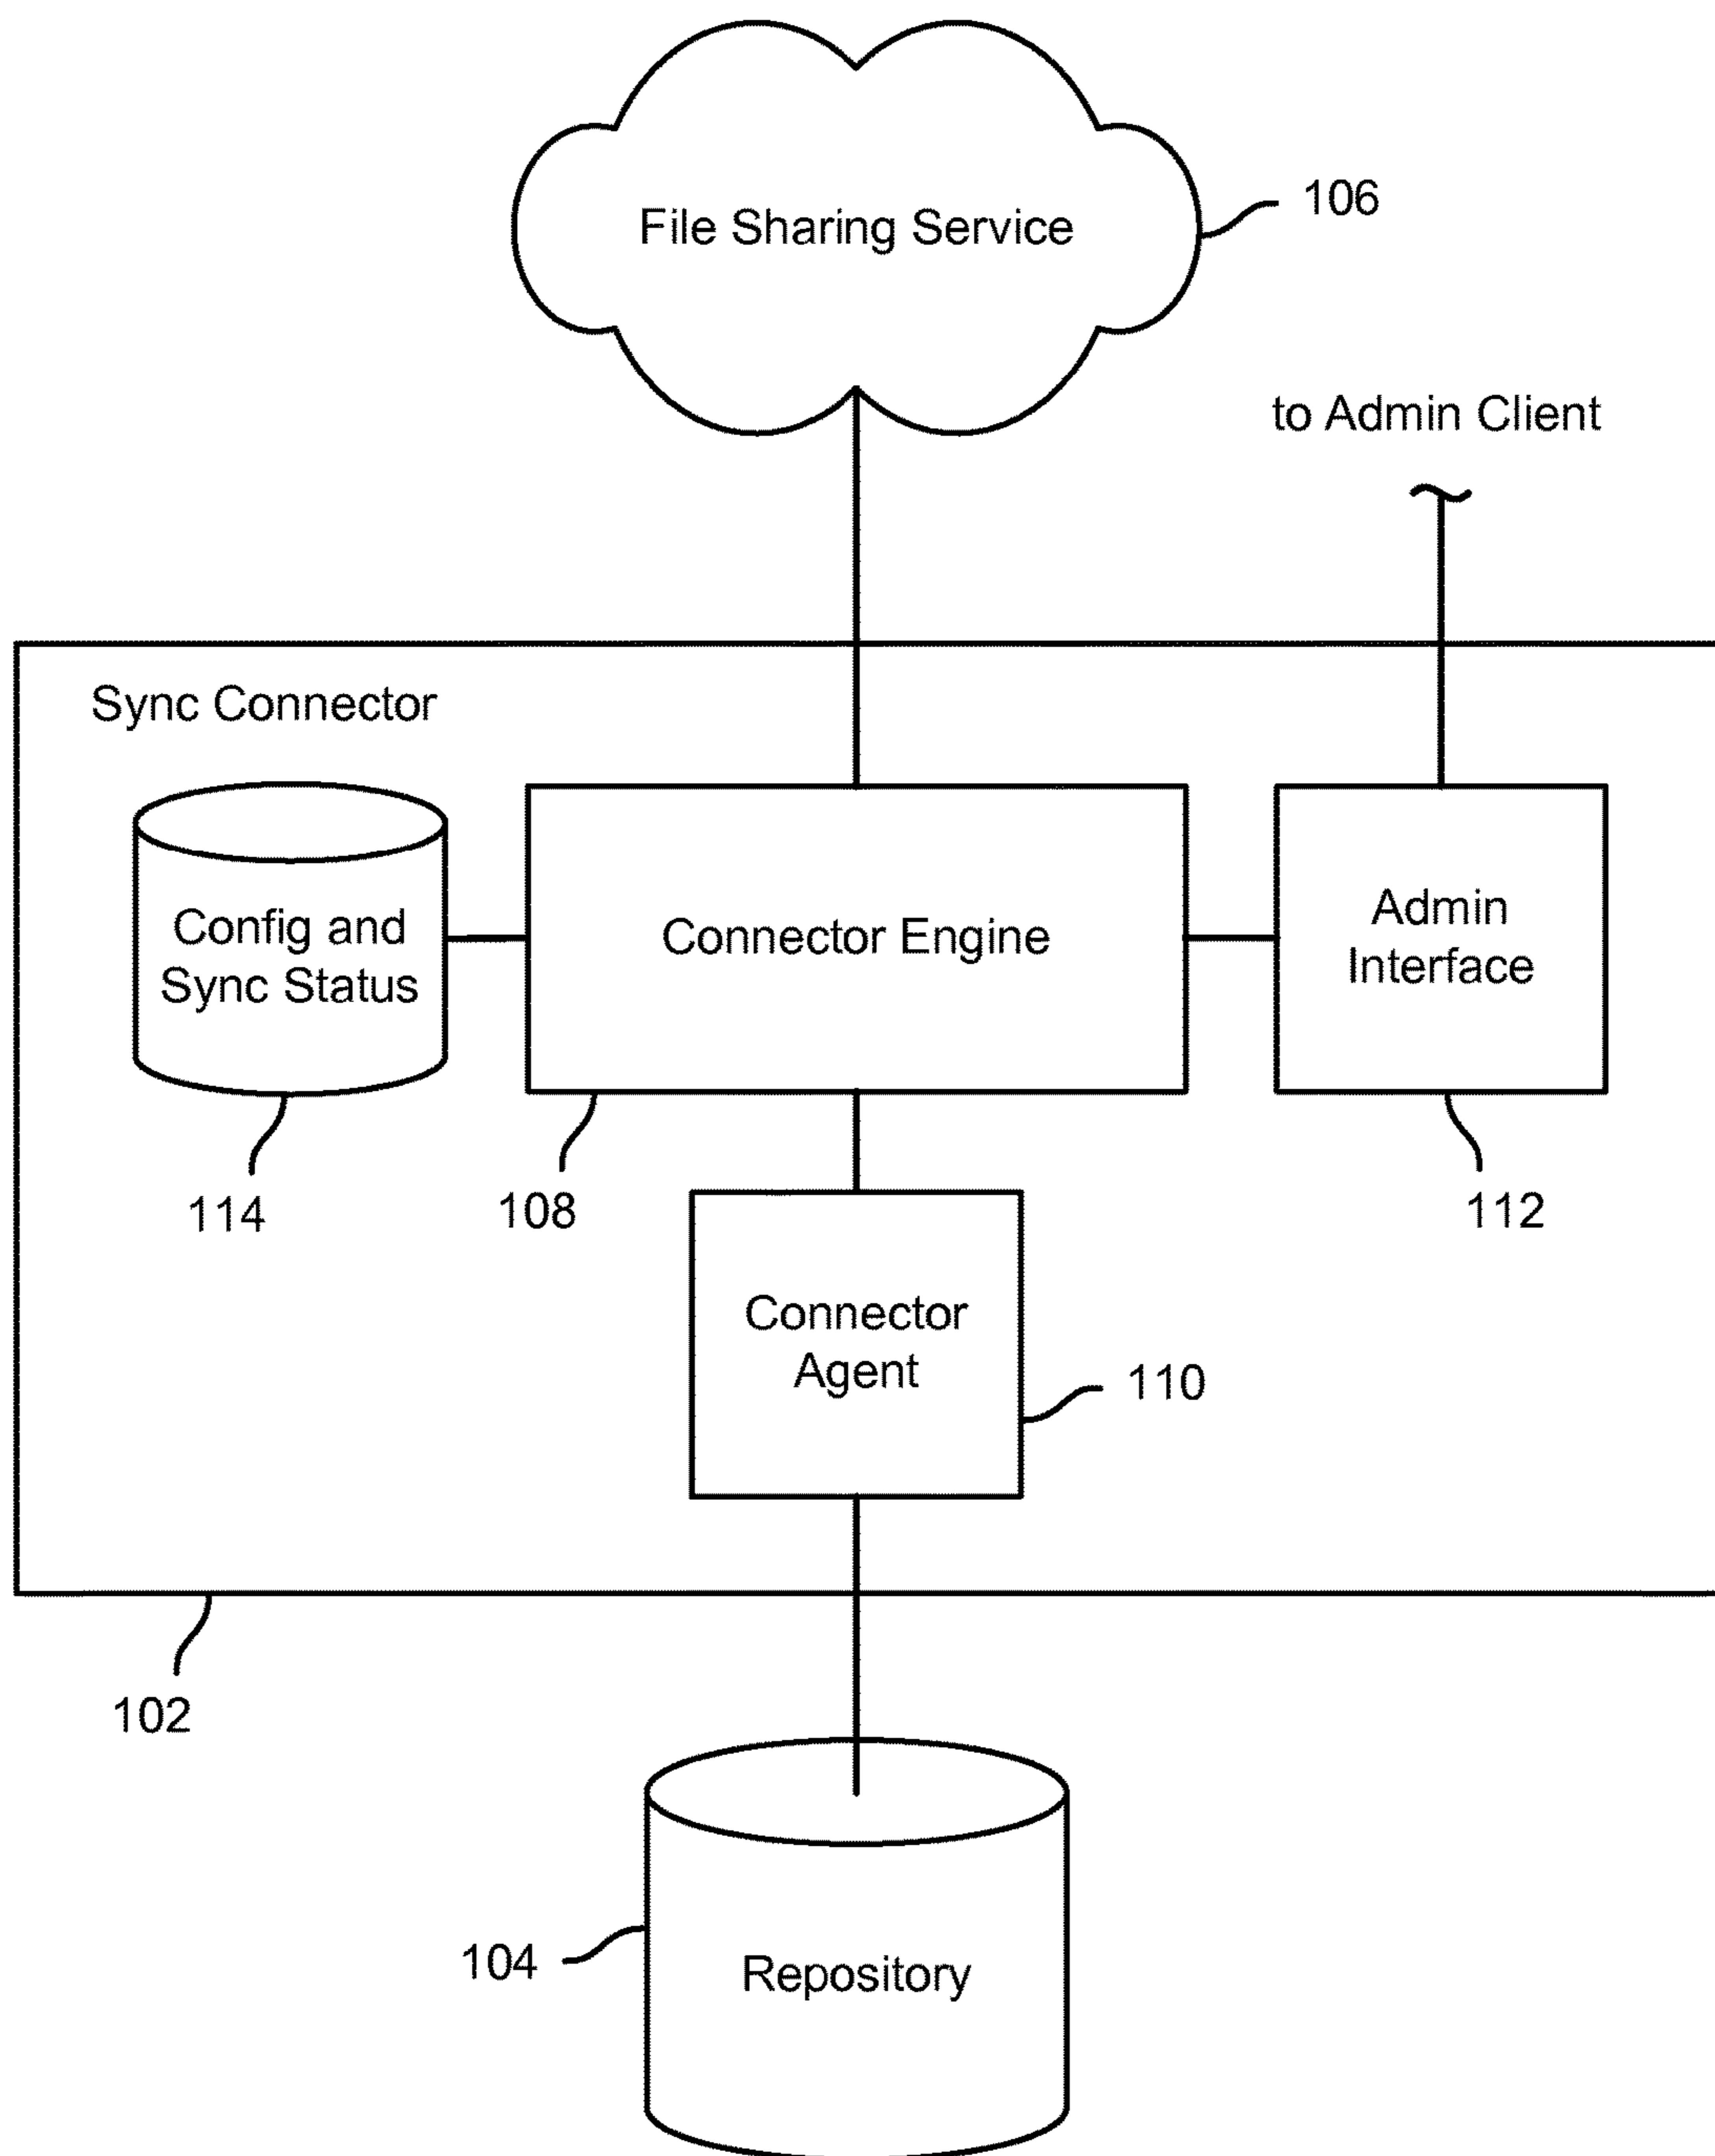 File Sharing Service
106
to Admin Client
Sync Connector
Config and
Sync Status
Connector Engine
Admin
Interface
114
108
112
Connector
Agent
110
102
104
Repository